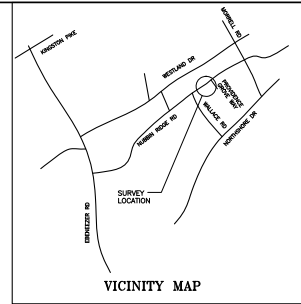 MORRELL RD
KINGSTON PIKE
WESTLAND DR
PROVIDENCE
GROVE WAY
NUBBIN RIDGE RD
WALLACE RD
NORTHSHORE DR
SURVEY
LOCATION
EBENEEZER RD
VICINITY MAP